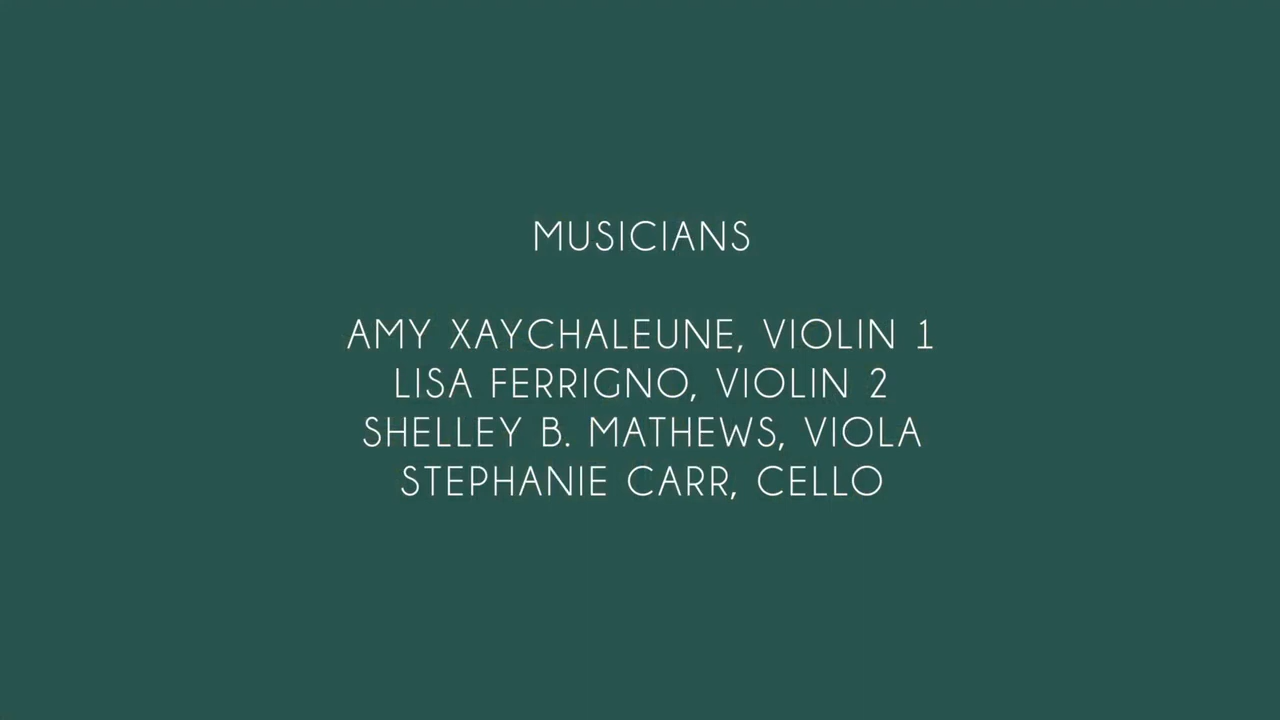 MUSICIANS
AMY XAYCHALEUNE, VIOLIN 1
LISA FERRIGNO, VIOLIN 2
SHELLEY B. MATHEWS, VIOLA
STEPHANIE CARR, CELLO